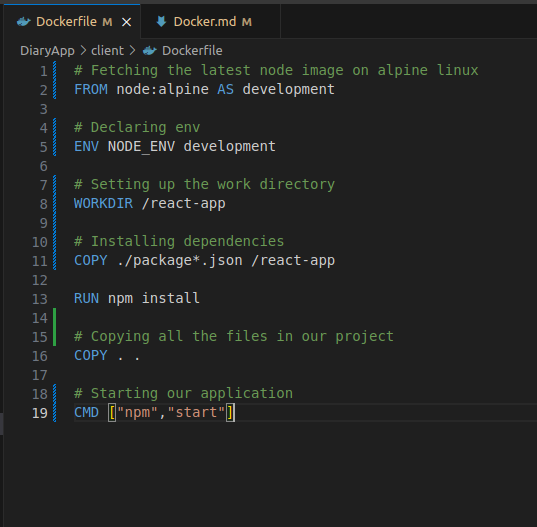 Dockerfile M ×
Docker.md M
DiaryApp > client > Dockerfile
1 # Fetching the latest node image on alpine linux
2 FROM node:alpine AS development
3
4 # Declaring env
5 ENV NODE_ENV development
6
7 # Setting up the work directory
8 WORKDIR /react-app
9
10 # Installing dependencies
11 COPY ./package*.json /react-app
12
13 RUN npm install
14
15 # Copying all the files in our project
16 COPY . .
17
18 # Starting our application
19 CMD ["npm","start"]